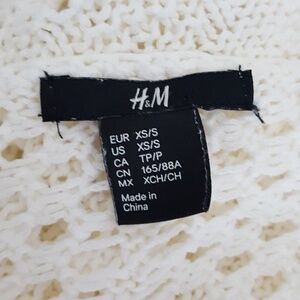 H&M
EUR XS/S
US XS/S
CA TP/P
CN 165/88A
MX XCH/CH
Made in
China